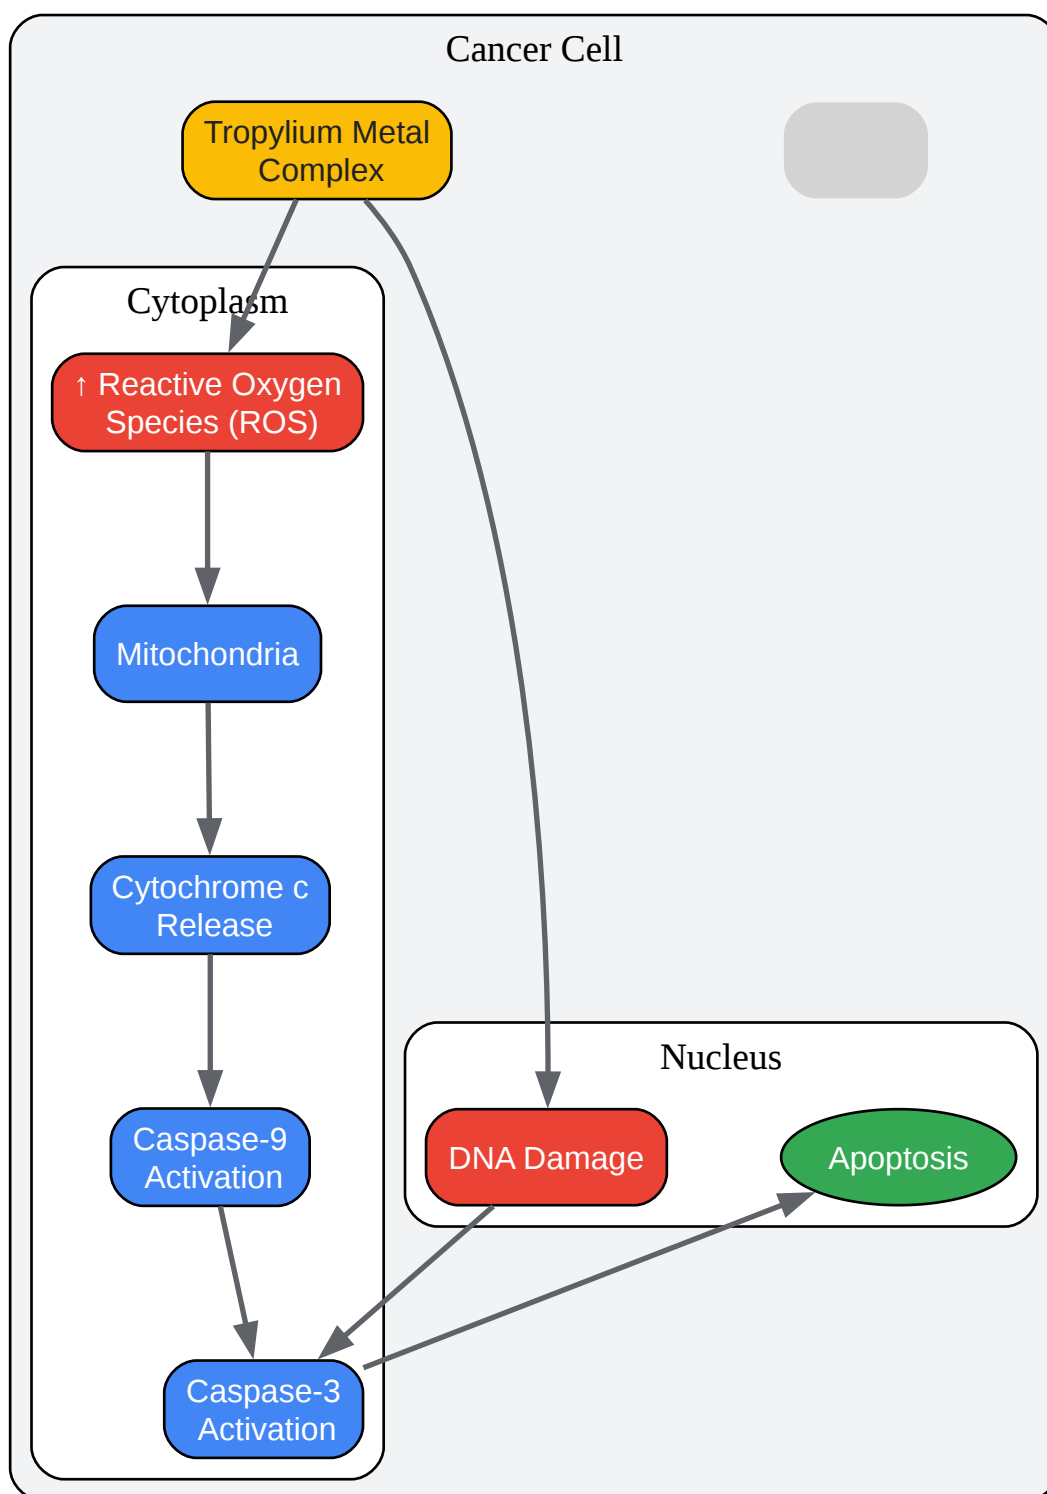 Cancer Cell
Tropylium Metal
Complex
Cytoplasm
↑ Reactive Oxygen
Species (ROS)
Mitochondria
Cytochrome c
Release
Nucleus
Caspase-9
Activation
DNA Damage
Apoptosis
Caspase-3
Activation